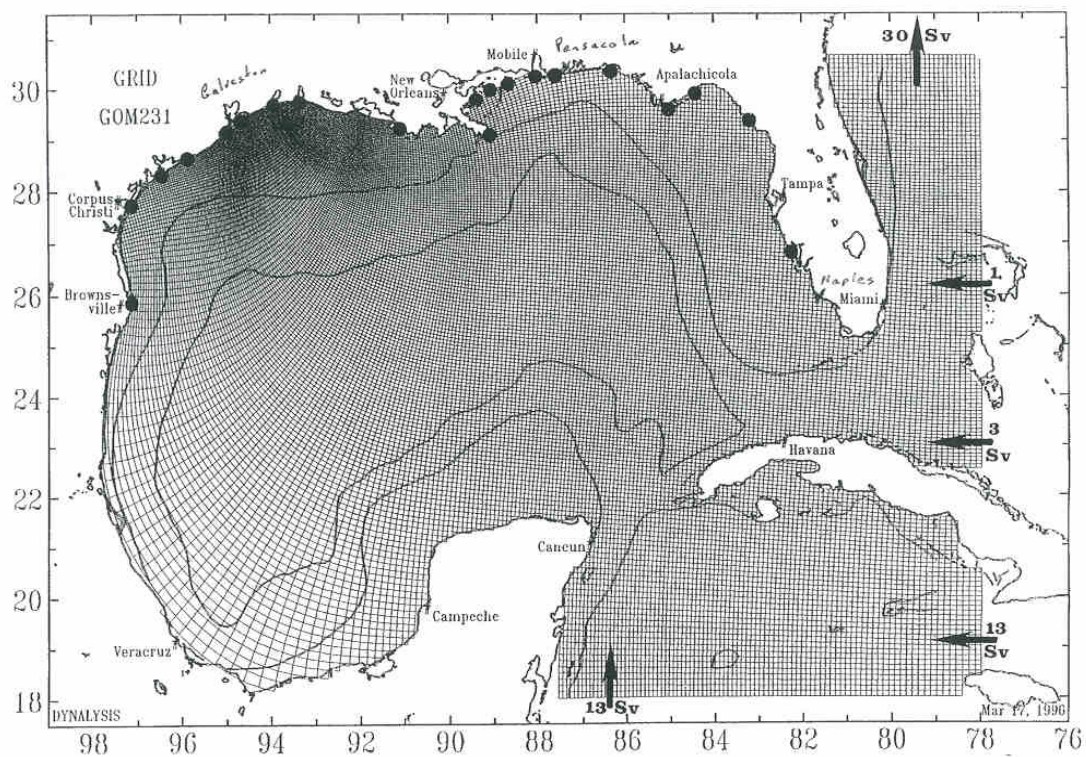 30 Sv
Mobile
Pensacola
GRID
Galveston
New
Orleans
Apalachicola
GOM231
30
28
26
24
22
20
18
Corpus
Christi
Tampa
Browns-
ville
Naples
Miami
1
Sv
3
Sv
Havana
Cancun
Campeche
Veracruz
13
Sv
13 Sv
DYNALYSIS
Mar 17, 1996
98 96 94 92 90 88 86 84 82 80 78 76